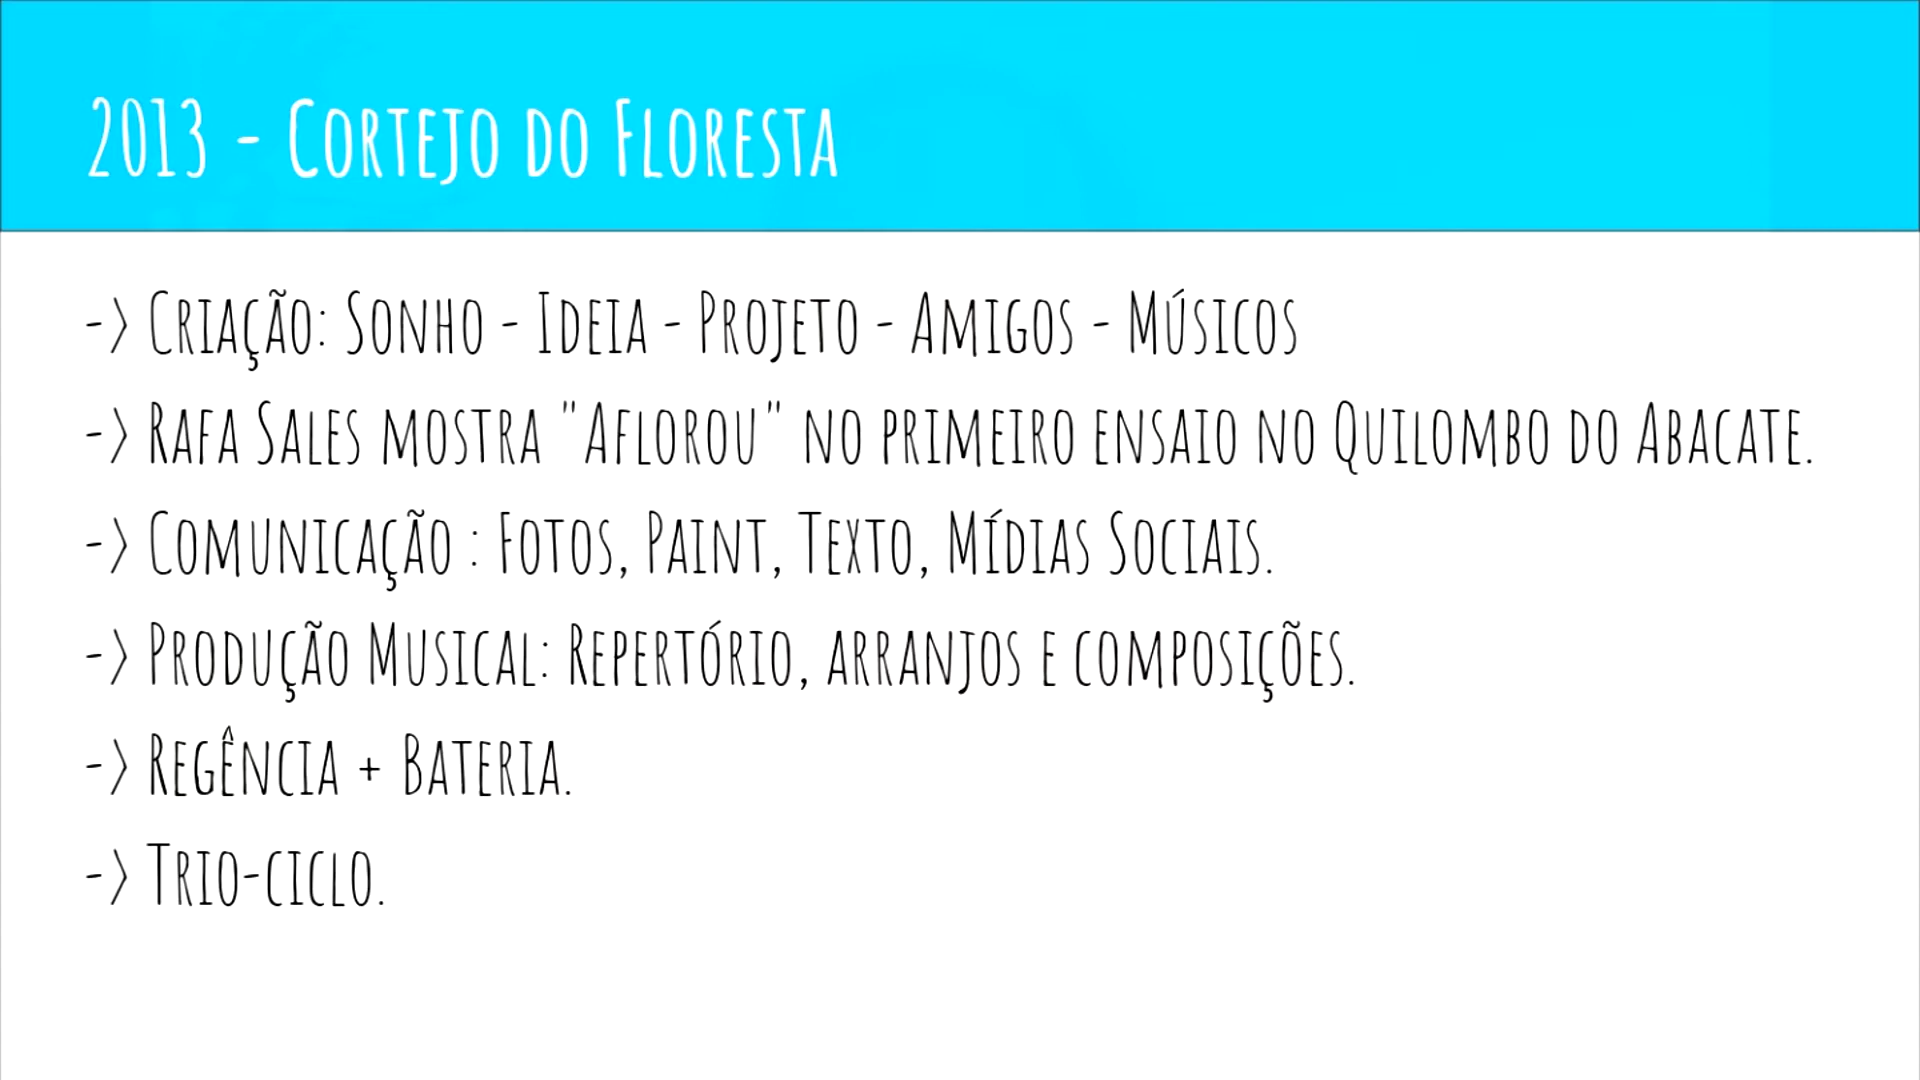 2013 - Cortejo do Floresta
-> Criação: Sonho - Ideia - Projeto - Amigos - Músicos
-> Rafa Sales mostra "Aflorou" no primeiro ensaio no Quilombo do Abacate.
-> Comunicação : Fotos, Paint, Texto, Mídias Sociais.
-> Produção Musical: Repertório, arranjos e composições.
-> Regência + Bateria.
-> Trio-ciclo.